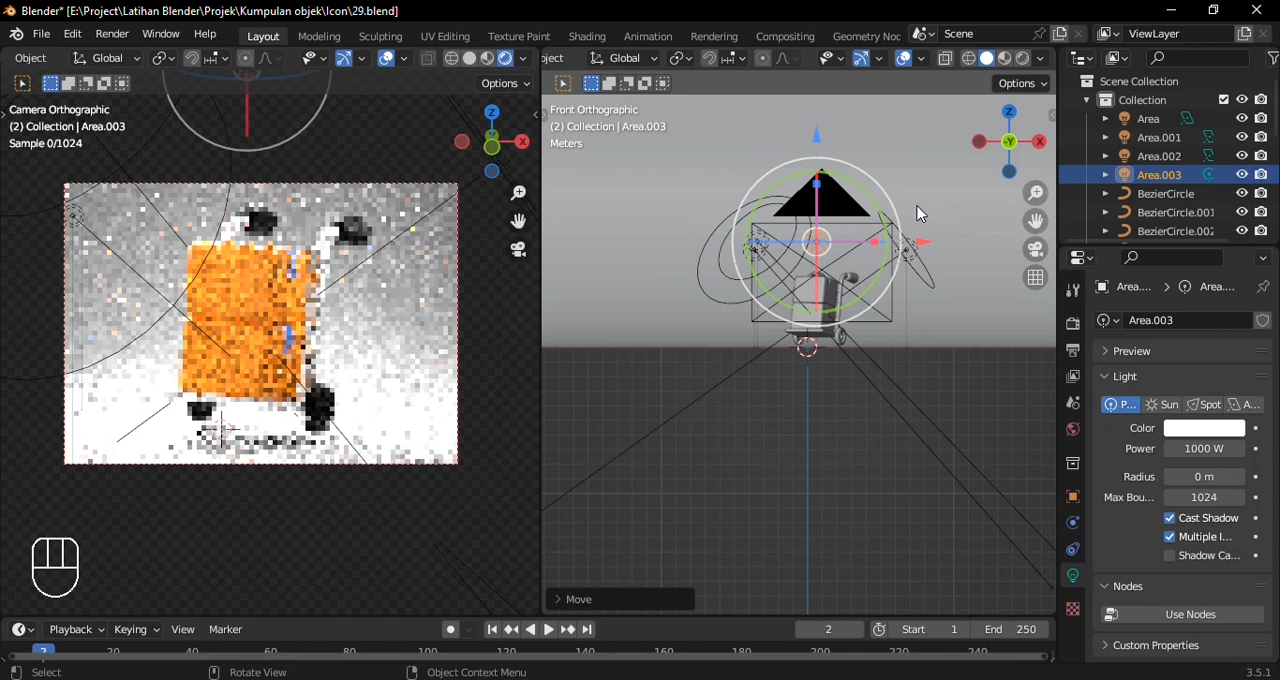 Blender* [E:\Project\Latihan Blender\Projek\Kumpulan objek\Icon\29.blend]
File Edit Render Window Help Layout Modeling Sculpting UV Editing Texture Paint Shading Animation Rendering Compositing Geometry Noc Scene ViewLayer
Object Global ject Global
Options Options
Camera Orthographic
(2) Collection | Area.003
Sample 0/1024
Z
X
Front Orthographic
(2) Collection | Area.003
Meters
Z
X
-Y
Scene Collection
Collection
Area
Area.001
Area.002
Area.003
BezierCircle
BezierCircle.001
BezierCircle.002
Area.... Area....
Area.003
Preview
Light
P... Sun Spot A...
Color
Power 1000 W
Radius 0 m
Max Bou... 1024
Cast Shadow
Multiple I...
Shadow Ca...
Nodes
Use Nodes
Custom Properties
Move
Playback Keying View Marker 2 Start 1 End 250
2 20 40 60 80 100 120 140 160 180 200 220 240
Select Rotate View Object Context Menu 3.5.1